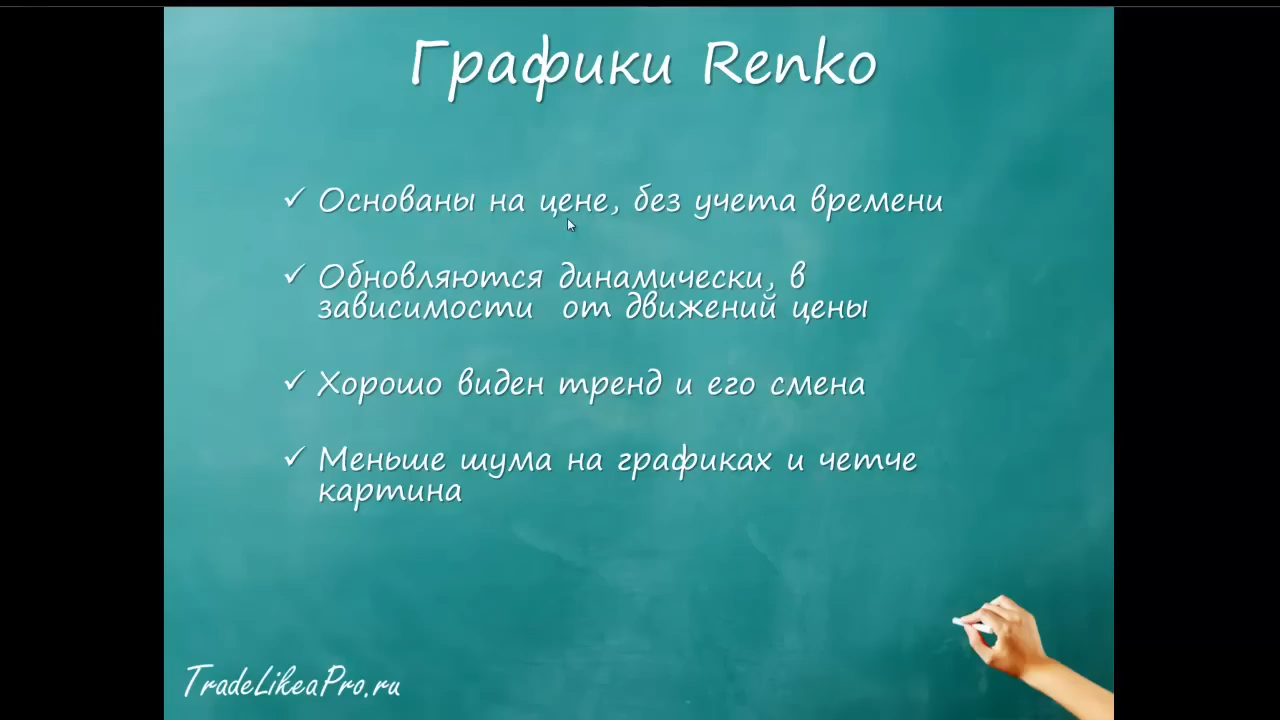 Графики Renko
✓ Основаны на цене, без учета времени
✓ Обновляются динамически, в
зависимости от движений цены
✓ Хорошо виден тренд и его смена
✓ Меньше шума на графиках и четче
картина
TradeLikeaPro.ru